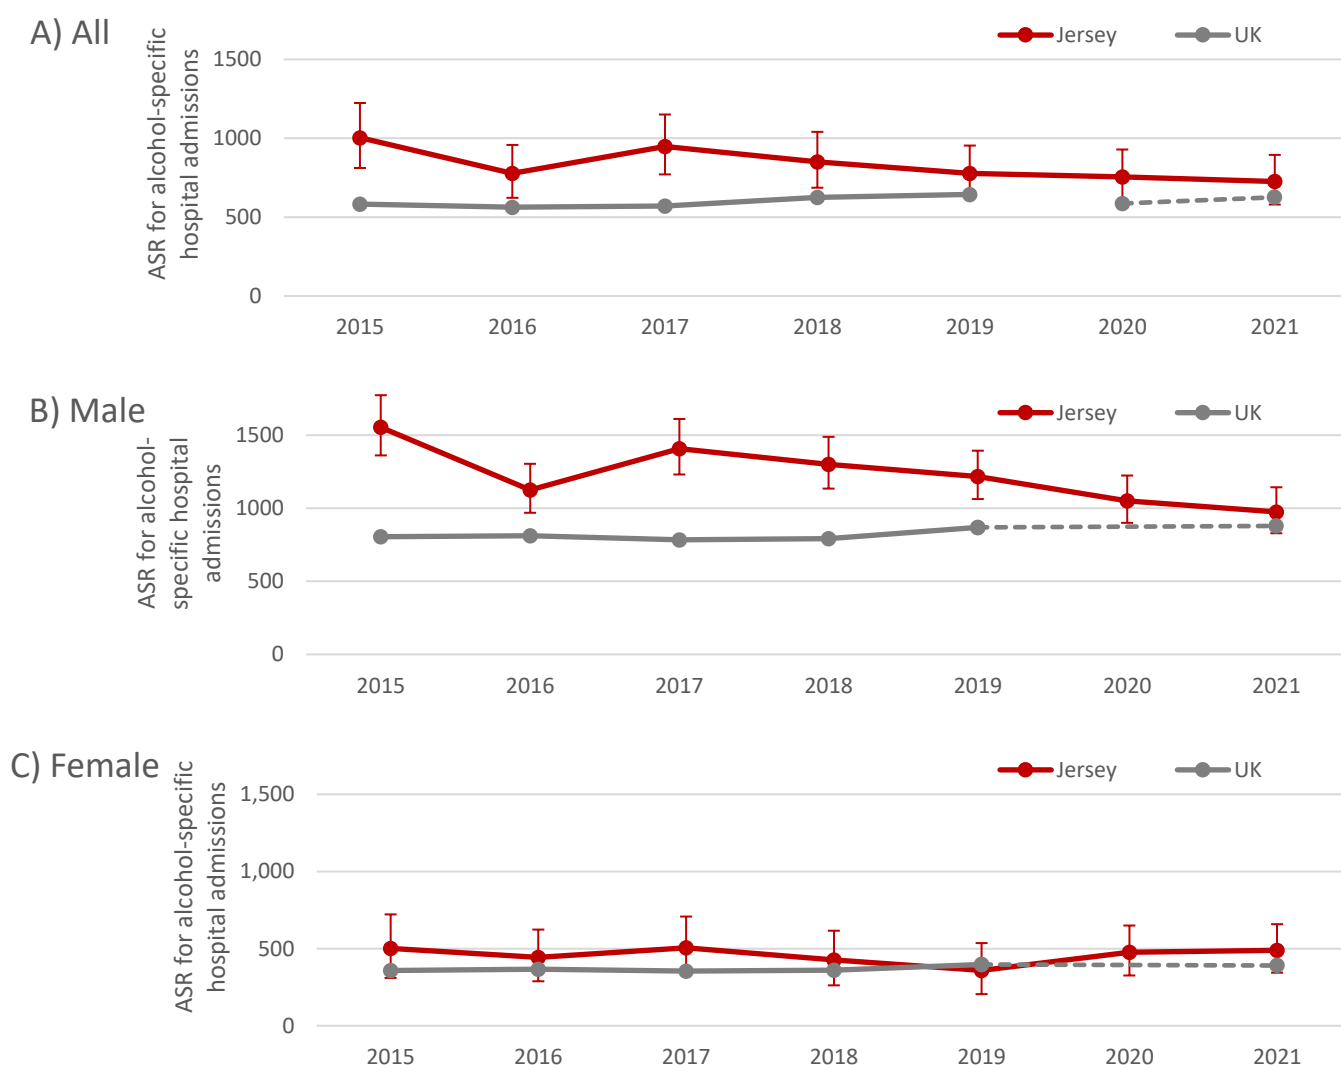 A) All
Jersey
UK
ASR for alcohol-specific
hospital admissions
1500
1000
500
0
2015 2016 2017 2018 2019 2020 2021
B) Male
Jersey
UK
ASR for alcohol-
specific hospital
admissions
1500
1000
500
0
2015 2016 2017 2018 2019 2020 2021
C) Female
Jersey
UK
ASR for alcohol-specific
hospital admissions
1,500
1,000
500
0
2015 2016 2017 2018 2019 2020 2021